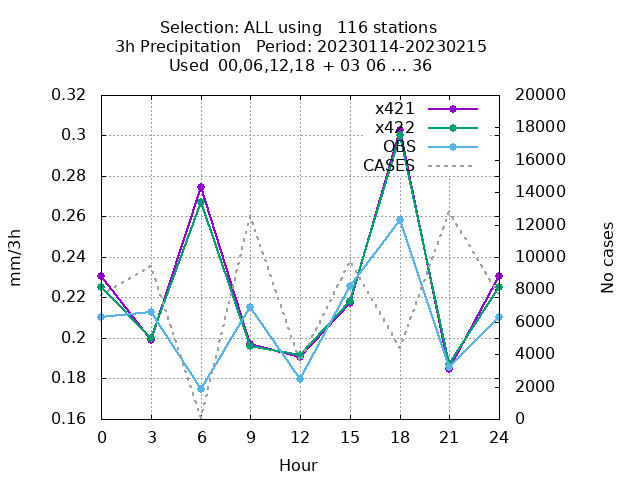 Selection: ALL using   116 stations
3h Precipitation   Period: 20230114-20230215
Used  00,06,12,18  + 03 06 ... 36
0.32
0.3
0.28
0.26
0.24
0.22
0.2
0.18
0.16
mm/3h
x421
x422
OBS
CASES
20000
18000
16000
14000
12000
10000
8000
6000
4000
2000
0
No cases
0 3 6 9 12 15 18 21 24
Hour